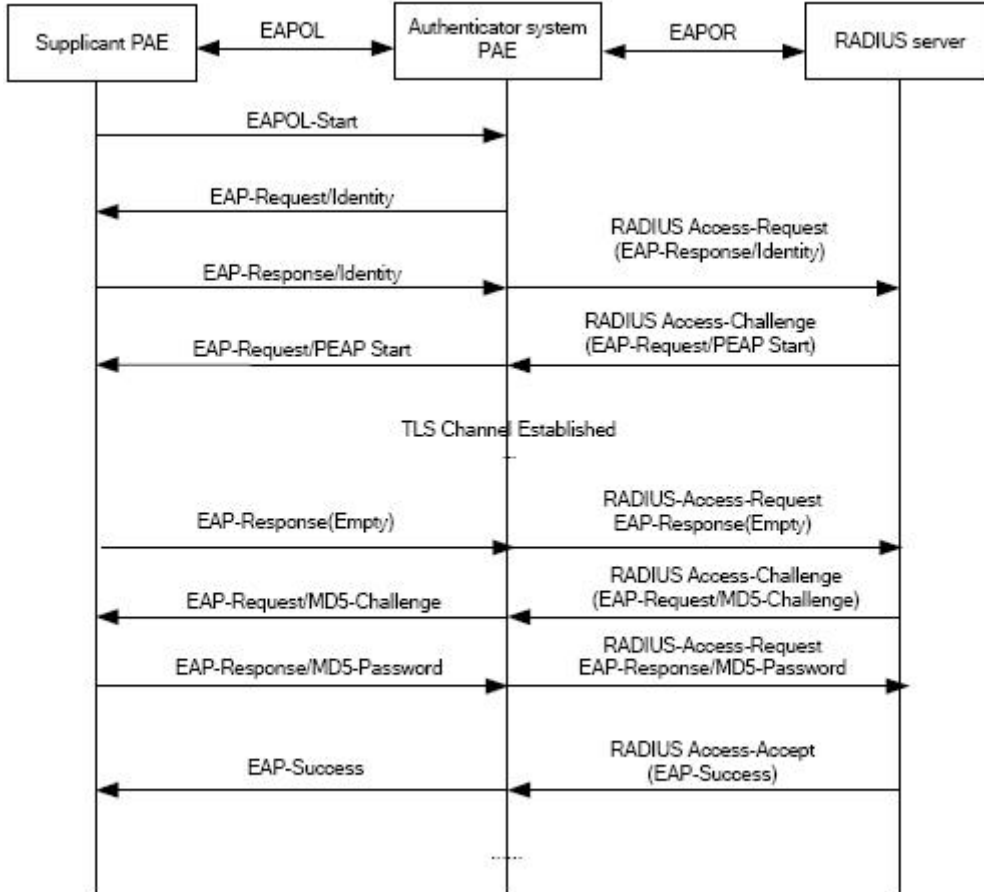 Supplicant PAE
EAPOL
Authenticator system
PAE
EAPOR
RADIUS server
EAPOL-Start
EAP-Request/Identity
RADIUS Access-Request
(EAP-Response/Identity)
EAP-Response/Identity
RADIUS Access-Challenge
(EAP-Request/PEAP Start)
EAP-Request/PEAP Start
TLS Channel Established
RADIUS-Access-Request
EAP-Response(Empty)
EAP-Response(Empty)
RADIUS Access-Challenge
(EAP-Request/MD5-Challenge)
EAP-Request/MD5-Challenge
RADIUS-Access-Request
EAP-Response/MD5-Password
EAP-Response/MD5-Password
RADIUS Access-Accept
(EAP-Success)
EAP-Success